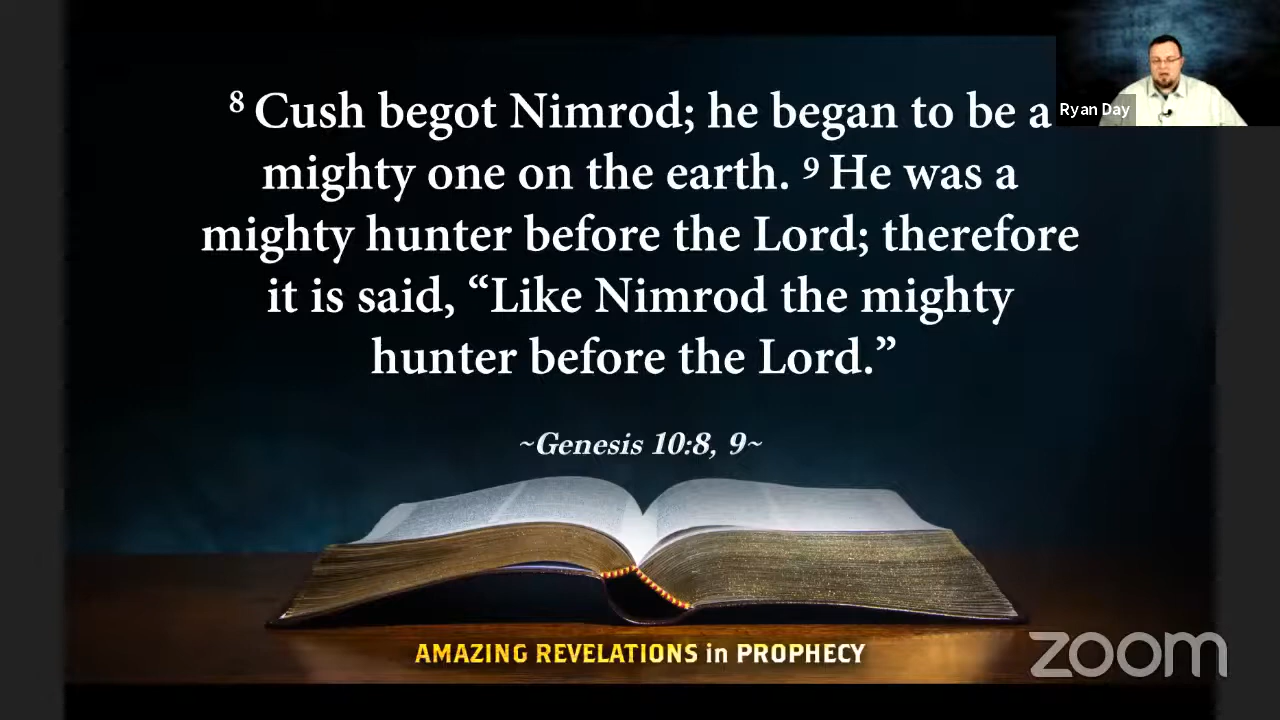 ⁸ Cush begot Nimrod; he began to be a
mighty one on the earth. ⁹ He was a
mighty hunter before the Lord; therefore
it is said, “Like Nimrod the mighty
hunter before the Lord.”
~Genesis 10:8, 9~
AMAZING REVELATIONS in PROPHECY
Ryan Day
zoom